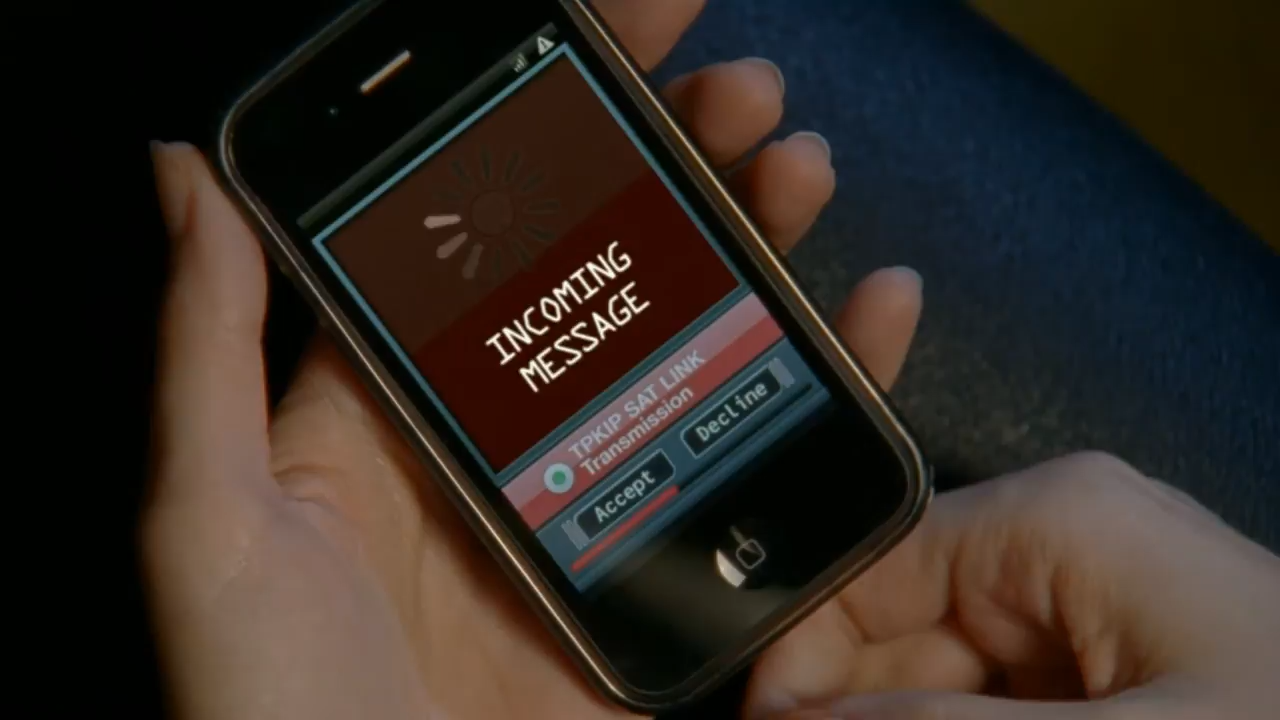 INCOMING
MESSAGE
TPKIP SAT LINK
Transmission
Accept
Decline